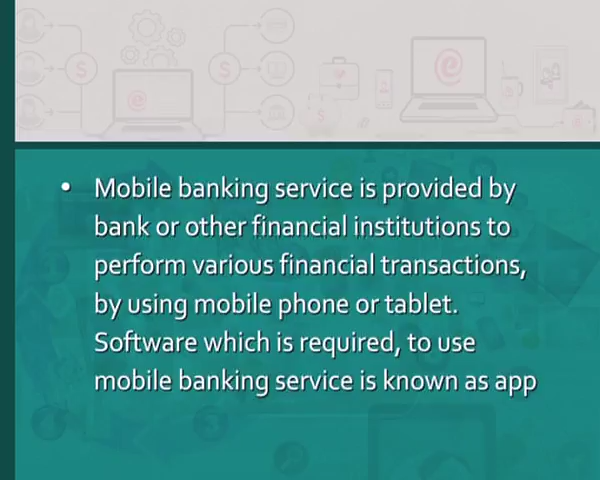 • Mobile banking service is provided by
bank or other financial institutions to
perform various financial transactions,
by using mobile phone or tablet.
Software which is required, to use
mobile banking service is known as app